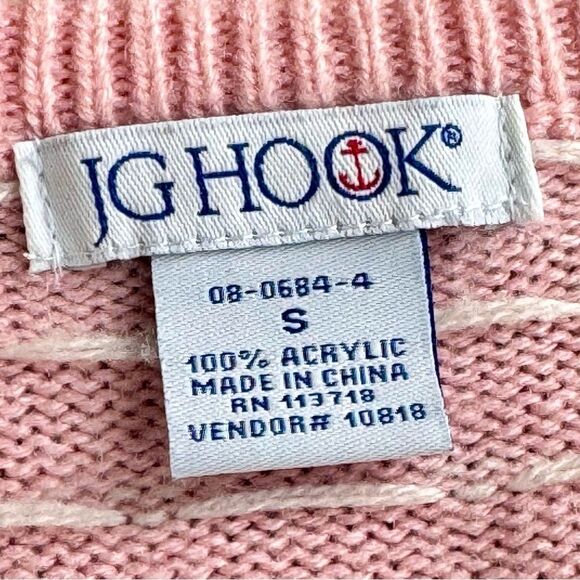 JG HOOK®
08-0684-4
S
100% ACRYLIC
MADE IN CHINA
RN 113718
VENDOR# 10818